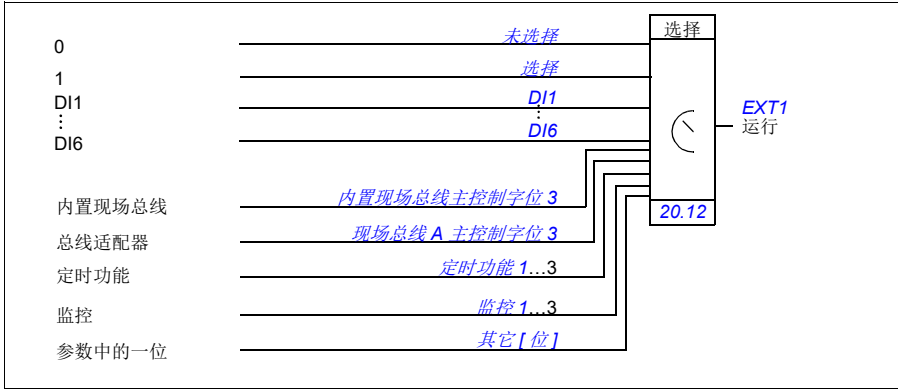 0 未选择 选择
1 选择
DI1 DI1
⋮ ⋮ EXT1
DI6 DI6 运行
内置现场总线 内置现场总线主控制字位 3
20.12
总线适配器 现场总线 A 主控制字位 3
定时功能 定时功能 1…3
监控 监控 1…3
参数中的一位 其它 [ 位 ]